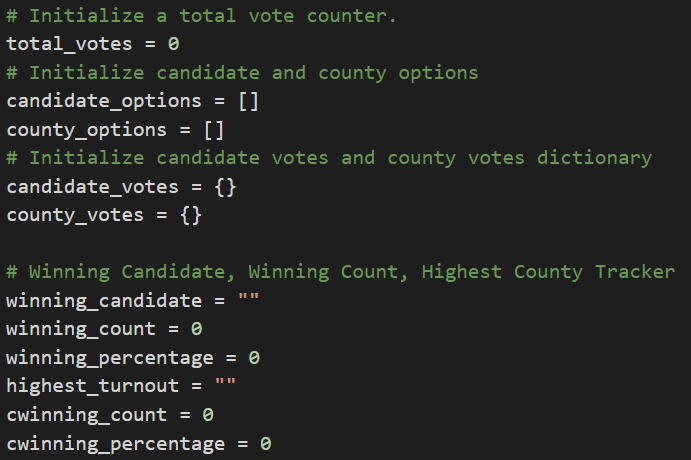 # Initialize a total vote counter.
total_votes = 0
# Initialize candidate and county options
candidate_options = []
county_options = []
# Initialize candidate votes and county votes dictionary
candidate_votes = {}
county_votes = {}
# Winning Candidate, Winning Count, Highest County Tracker
winning_candidate = ""
winning_count = 0
winning_percentage = 0
highest_turnout = ""
cwinning_count = 0
cwinning_percentage = 0